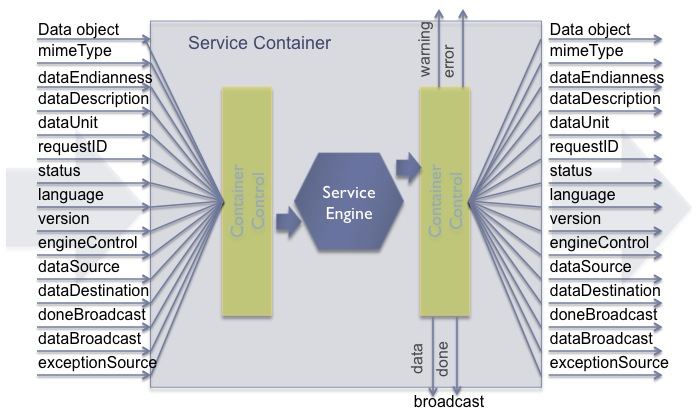 Data object
mimeType
dataEndianness
dataDescription
dataUnit
requestID
status
language
version
engineControl
dataSource
dataDestination
doneBroadcast
dataBroadcast
exceptionSource
Service Container
Container
Control
Service
Engine
Container
Control
warning
error
data
done
broadcast
Data object
mimeType
dataEndianness
dataDescription
dataUnit
requestID
status
language
version
engineControl
dataSource
dataDestination
doneBroadcast
dataBroadcast
exceptionSource